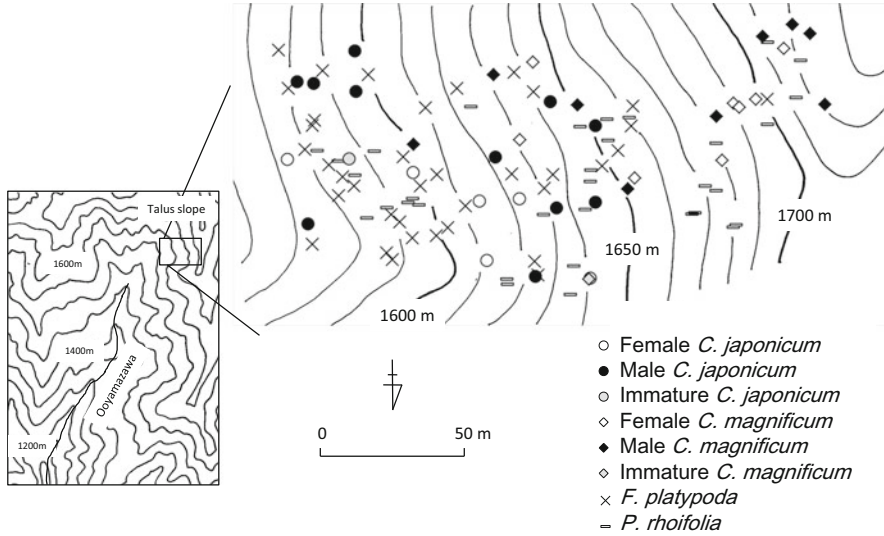 Talus slope
1600m
1400m
Ooyamazawa
1200m
1700 m
1650 m
1600 m
0 50 m
Female C. japonicum
Male C. japonicum
Immature C. japonicum
Female C. magnificum
Male C. magnificum
Immature C. magnificum
F. platypoda
P. rhoifolia